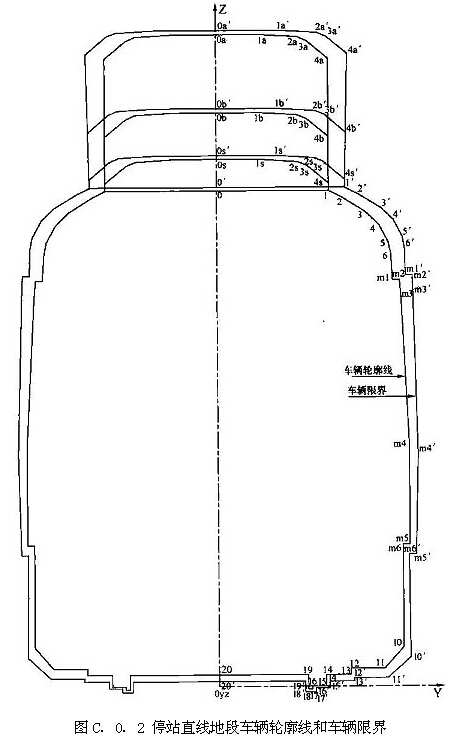 Z
0a′ 1a′ 2a′ 3a′
0a 1a 2a 3a 4a′
4a
0b′ 1b′ 2b′ 3b′
0b 1b 2b 3b 4b′
4b
0s′ 1s′ 2s′
0s 1s 2s 3s 3s′
4s 4s′
0′ 1′ 2′
0 1 2 3′
3 4′
4 5′
5 6′
6
m1 m2 m1′ m2′
m3 m3′
车辆轮廓线
车辆限界
m4 m4′
m5
m6 m6′ m5′
10 10′
20 19 14 13 12 11
20′ 19′ 16 15 14′ 13′ 12′ 11′
0yz 18 17 Y
18′ 17′
图C. 0. 2 停站直线地段车辆轮廓线和车辆限界